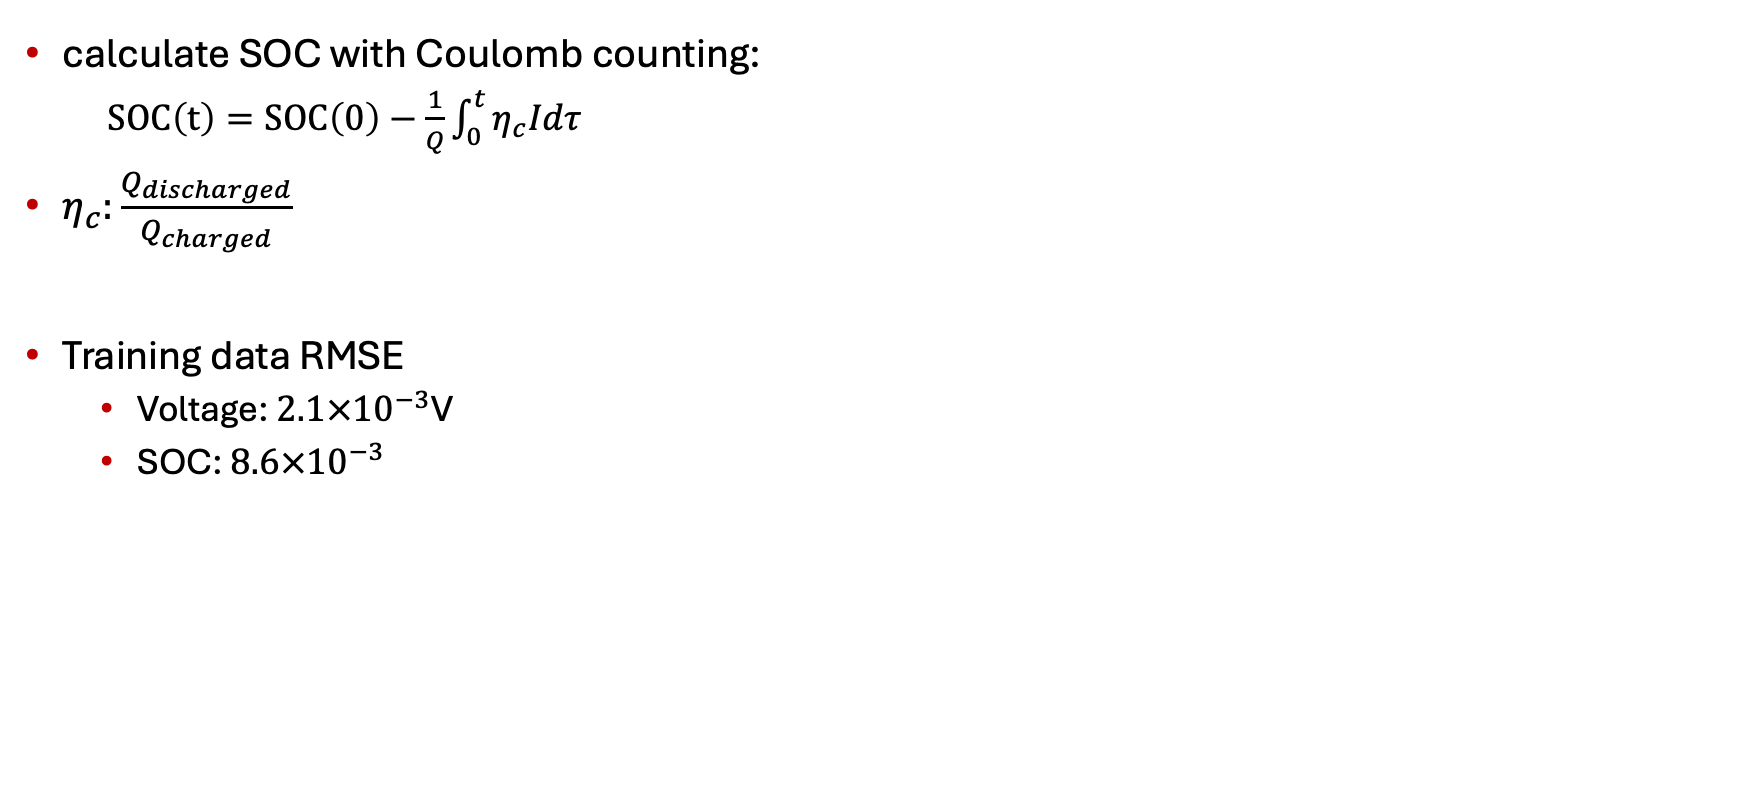 • calculate SOC with Coulomb counting:
SOC(t) = SOC(0) − 1/Q ∫₀ᵗ η_c I dτ
• η_c: Q_discharged / Q_charged
• Training data RMSE
• Voltage: 2.1×10⁻³V
• SOC: 8.6×10⁻³